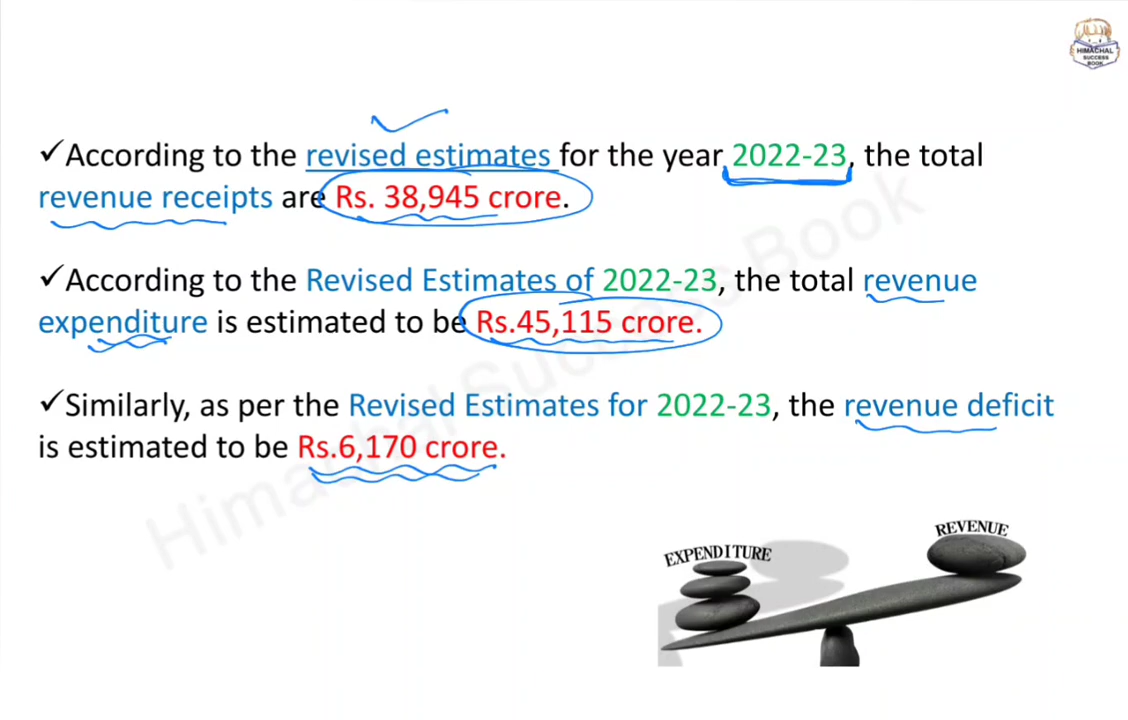 HIMACHAL
SUCCESS
BOOK
✓According to the revised estimates for the year 2022-23, the total
revenue receipts are Rs. 38,945 crore.
✓According to the Revised Estimates of 2022-23, the total revenue
expenditure is estimated to be Rs.45,115 crore.
✓Similarly, as per the Revised Estimates for 2022-23, the revenue deficit
is estimated to be Rs.6,170 crore.
Himachal Success Book
EXPENDITURE
REVENUE